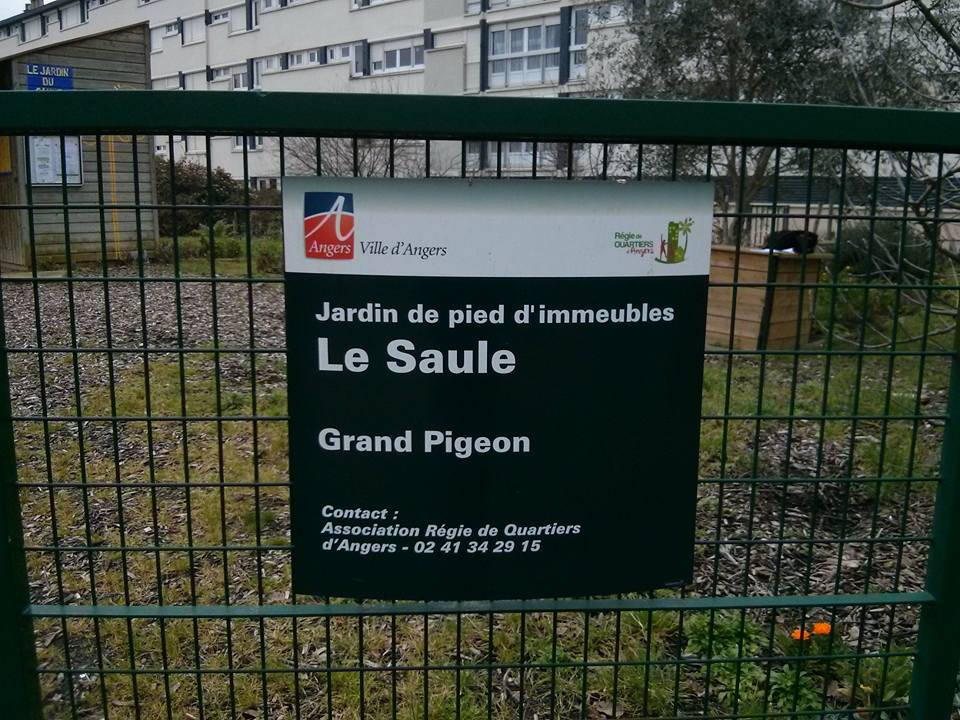 LE JARDIN
DU
Angers
Ville d'Angers
Régie de
QUARTIERS
d'Angers
Jardin de pied d'immeubles
Le Saule
Grand Pigeon
Contact :
Association Régie de Quartiers
d'Angers - 02 41 34 29 15